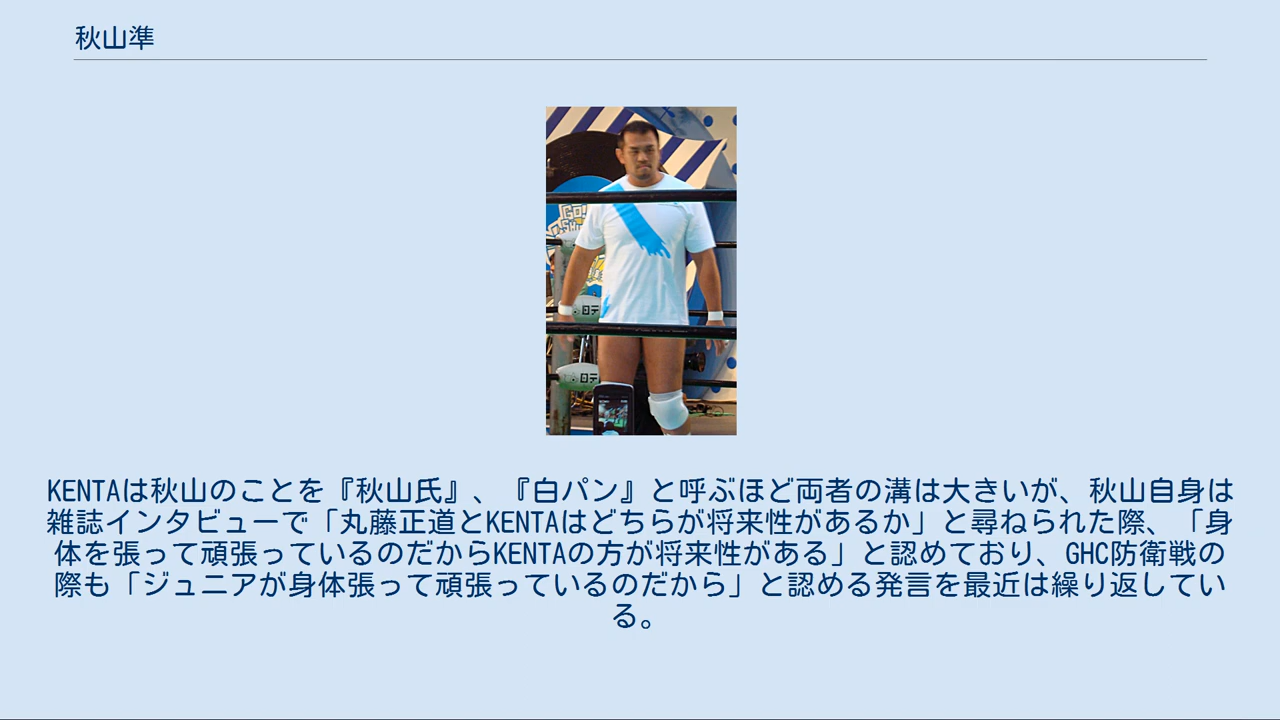 秋山準
GO!
日テ
日テ
KENTAは秋山のことを『秋山氏』、『白パン』と呼ぶほど両者の溝は大きいが、秋山自身は
雑誌インタビューで「丸藤正道とKENTAはどちらが将来性があるか」と尋ねられた際、「身
体を張って頑張っているのだからKENTAの方が将来性がある」と認めており、GHC防衛戦の
際も「ジュニアが身体張って頑張っているのだから」と認める発言を最近は繰り返してい
る。